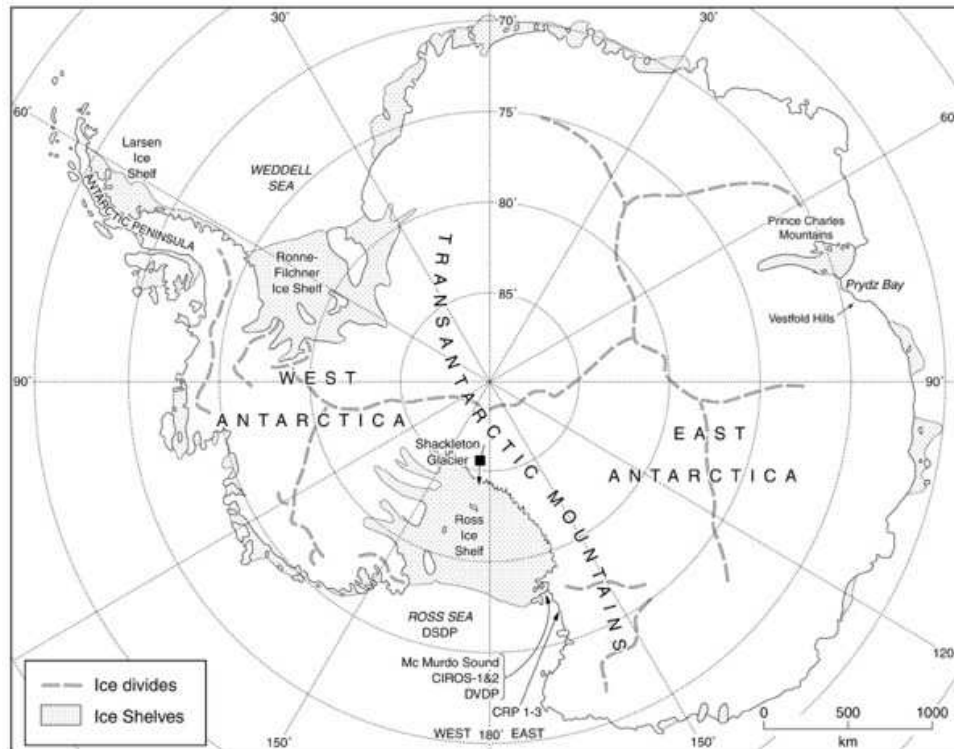 30˚
70˚
30˚
60˚
75˚
60˚
Larsen
Ice
Shelf
WEDDELL
SEA
ANTARCTIC PENINSULA
80˚
Prince Charles
Mountains
Ronne-
Filchner
Ice Shelf
TRANSANTARCTIC MOUNTAINS
85˚
Prydz Bay
Vestfold Hills
90˚
90˚
WEST
ANTARCTICA
EAST
ANTARCTICA
Shackleton
Glacier
Ross
Ice
Shelf
ROSS SEA
DSDP
Mc Murdo Sound
CIROS-1&2
DVDP
CRP 1-3
120˚
Ice divides
Ice Shelves
0 500 1000
km
150˚
WEST 180˚ EAST
150˚